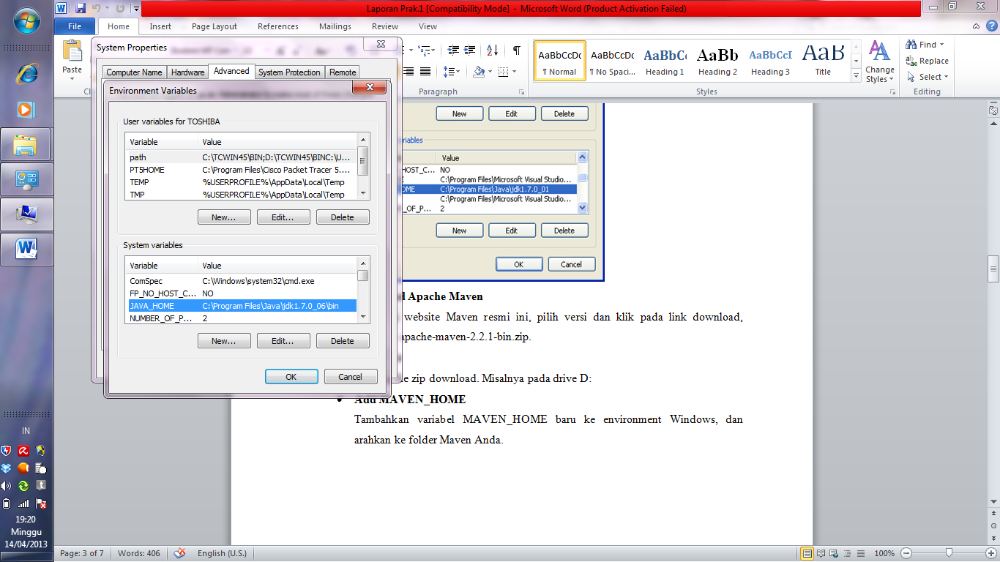 Laporan Prak1 [Compatibility Mode] - Microsoft Word (Product Activation Failed)
File Home Insert Page Layout References Mailings Review View
Paste
Paragraph
AaBbCcDc AaBbCcDc AaBbCc AaBb AaBbCcI AaB
¶ Normal ¶ No Spaci... Heading 1 Heading 2 Heading 3 Title
Change
Styles
Styles
Find
Replace
Select
Editing
System Properties
Computer Name Hardware Advanced System Protection Remote
Environment Variables
User variables for TOSHIBA
Variable Value
path C:\TCWIN45\BIN;D:\TCWIN45\BINC:\U...
PT5HOME C:\Program Files\Cisco Packet Tracer 5....
TEMP %USERPROFILE%\AppData\Local\Temp
TMP %USERPROFILE%\AppData\Local\Temp
New... Edit... Delete
System variables
Variable Value
ComSpec C:\Windows\system32\cmd.exe
FP_NO_HOST_C... NO
JAVA_HOME C:\Program Files\Java\jdk1.7.0_06\bin
NUMBER_OF_P... 2
New... Edit... Delete
OK Cancel
New Edit Delete
riables
Value
HOST_C... NO
E C:\Program Files\Microsoft Visual Studio...
OME C:\Program Files\Java\jdk1.7.0_01
C:\Program Files\Microsoft Visual Studio...
_OF_P... 2
New Edit Delete
OK Cancel
d Apache Maven
website Maven resmi ini, pilih versi dan klik pada link download,
apache-maven-2.2.1-bin.zip.
le zip download. Misalnya pada drive D:
• Add MAVEN_HOME
Tambahkan variabel MAVEN_HOME baru ke environment Windows, dan
arahkan ke folder Maven Anda.
IN
19:20
Minggu
14/04/2013
Page: 3 of 7 Words: 406 English (U.S.) 100%